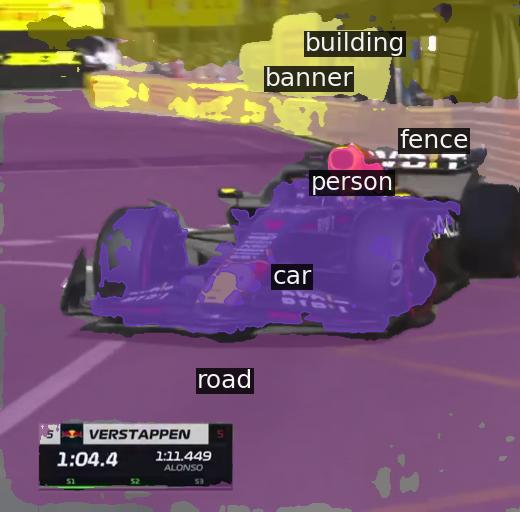 building
banner
fence
person
car
road
5 VERSTAPPEN 5
1:04.4 1:11.449
ALONSO
S1 S2 S3